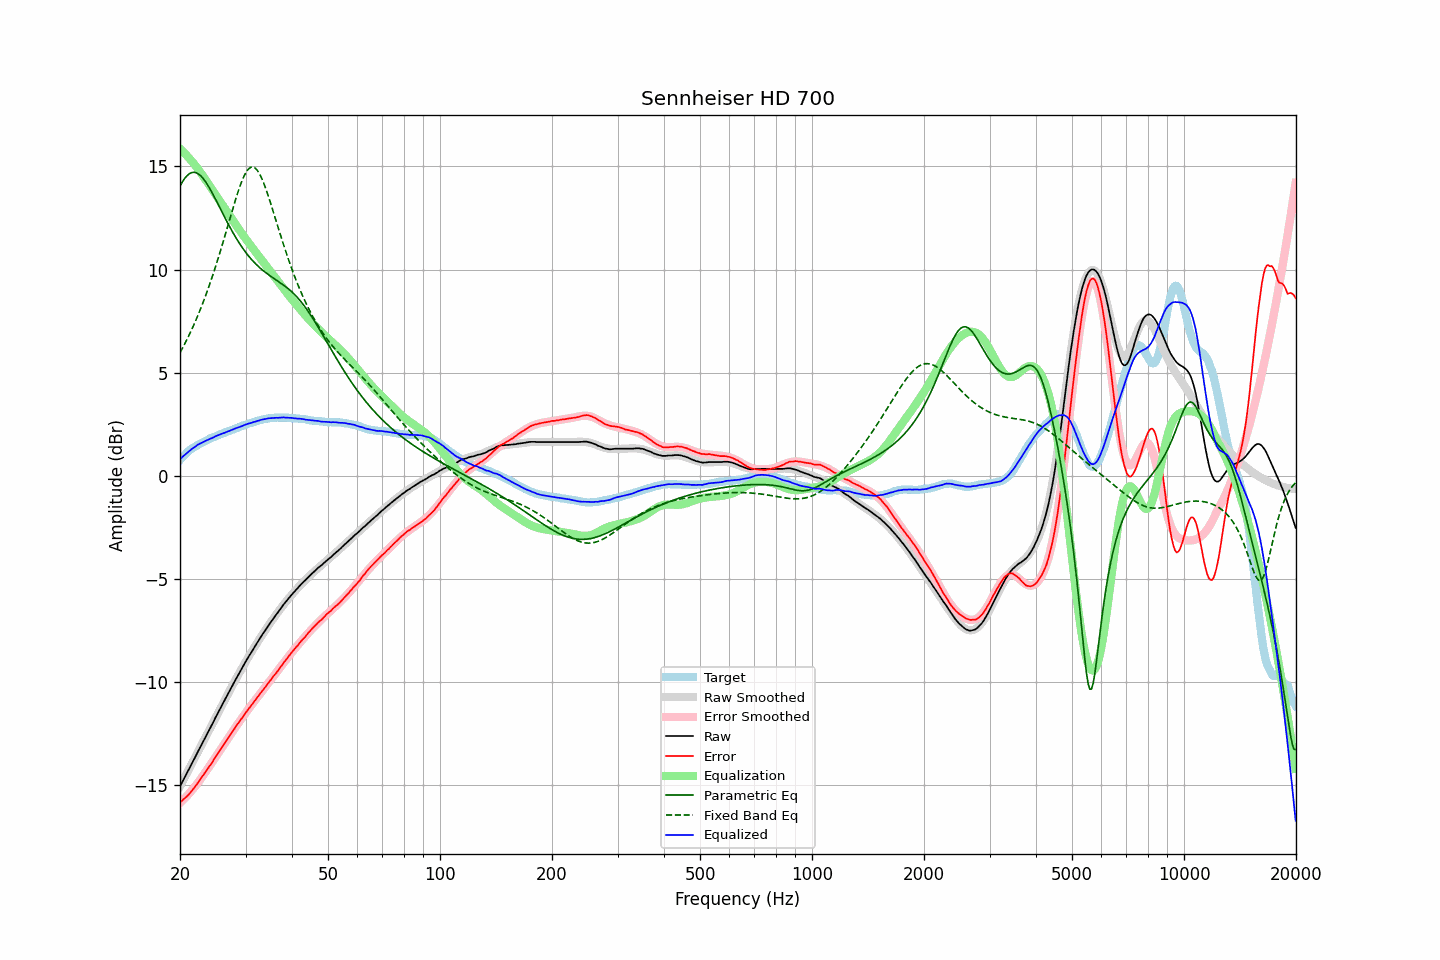 Sennheiser HD 700
Amplitude (dBr)
15
10
5
0
−5
−10
−15
Target
Raw Smoothed
Error Smoothed
Raw
Error
Equalization
Parametric Eq
Fixed Band Eq
Equalized
20 50 100 200 500 1000 2000 5000 10000 20000
Frequency (Hz)